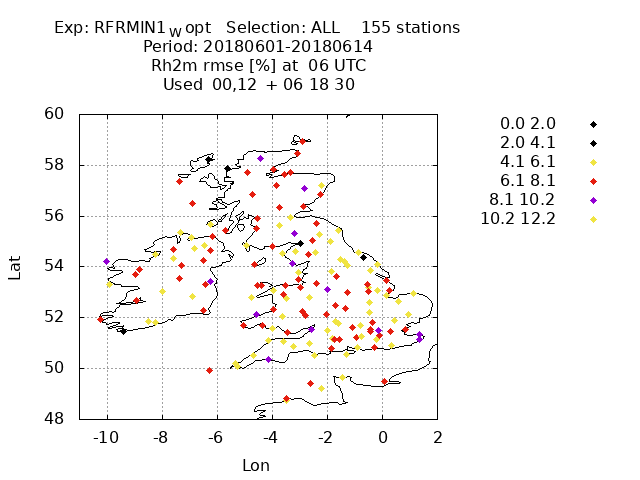 Exp: RFRMIN1 W opt Selection: ALL 155 stations
Period: 20180601-20180614
Rh2m rmse [%] at 06 UTC
Used 00,12 + 06 18 30
0.0 2.0
2.0 4.1
4.1 6.1
6.1 8.1
8.1 10.2
10.2 12.2
60
58
56
54
52
50
48
Lat
-10 -8 -6 -4 -2 0 2
Lon